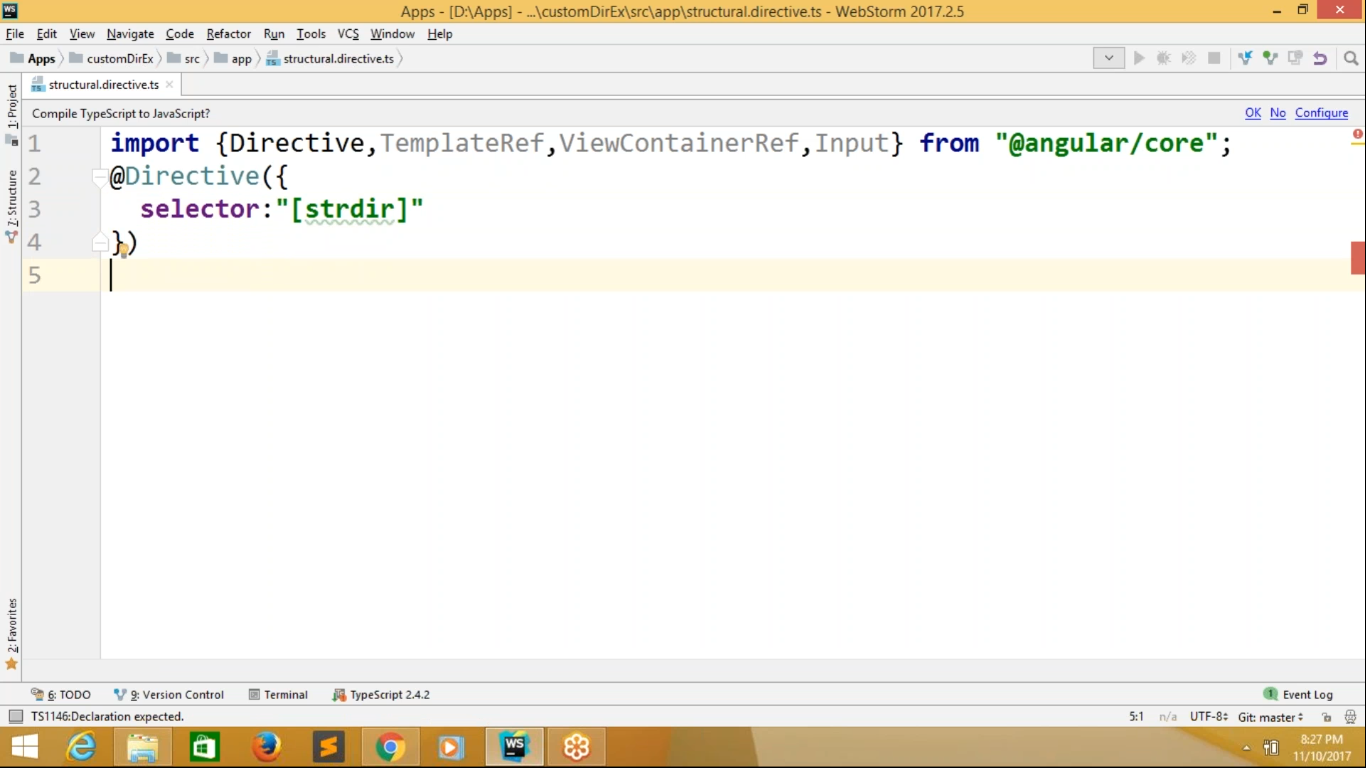 WS
Apps - [D:\Apps] - ...\customDirEx\src\app\structural.directive.ts - WebStorm 2017.2.5
File Edit View Navigate Code Refactor Run Tools VCS Window Help
Apps customDirEx src app structural.directive.ts
structural.directive.ts
Compile TypeScript to JavaScript? OK No Configure
1 import {Directive,TemplateRef,ViewContainerRef,Input} from "@angular/core";
2 @Directive({
3 selector:"[strdir]"
4 })
5
1: Project
7: Structure
2: Favorites
6: TODO 9: Version Control Terminal TypeScript 2.4.2 1 Event Log
TS1146:Declaration expected. 5:1 n/a UTF-8 Git: master
WS
8:27 PM
11/10/2017